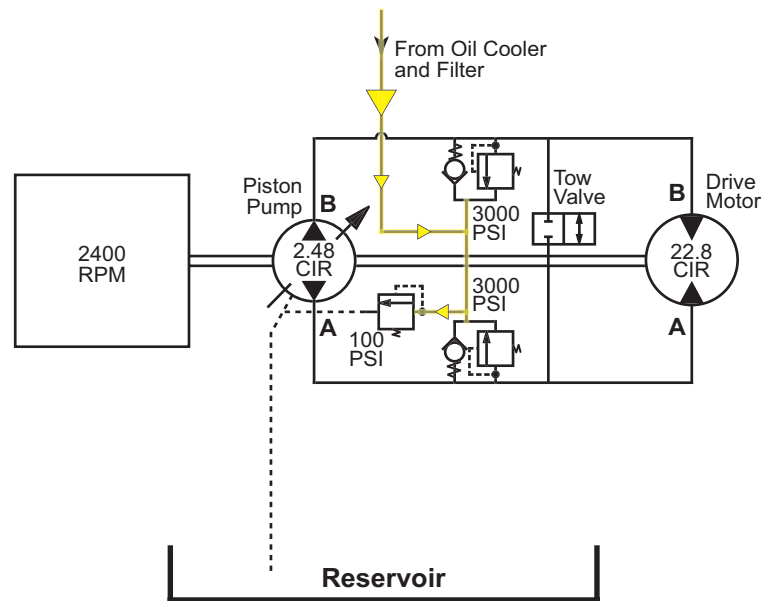 From Oil Cooler
and Filter
Piston
Pump
B
Tow
Valve
B
Drive
Motor
3000
PSI
2400
RPM
2.48
CIR
22.8
CIR
3000
PSI
A
100
PSI
A
Reservoir